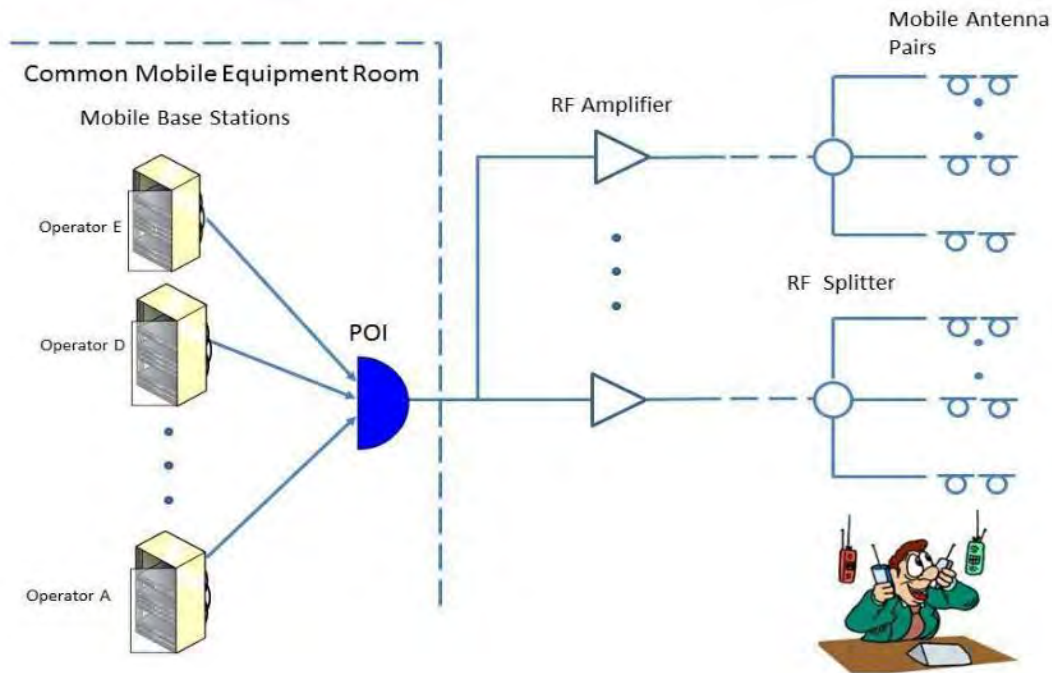 Common Mobile Equipment Room
Mobile Base Stations
Operator E
Operator D
Operator A
POI
RF Amplifier
RF Splitter
Mobile Antenna
Pairs